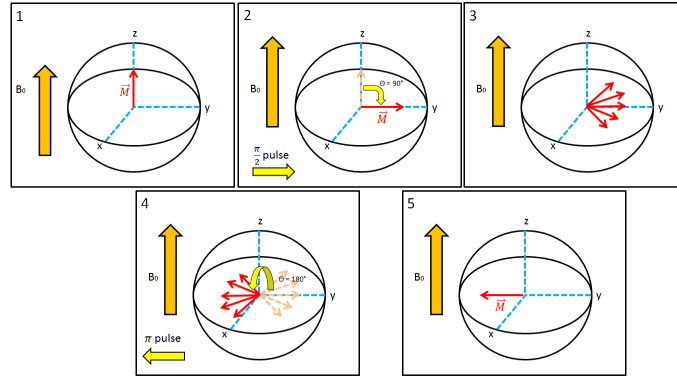 1
z
B₀
M
y
x
2
z
B₀
Θ = 90°
y
M
x
π/2 pulse
3
z
B₀
y
x
4
z
B₀
Θ = 180°
y
x
π pulse
5
z
B₀
y
M
x